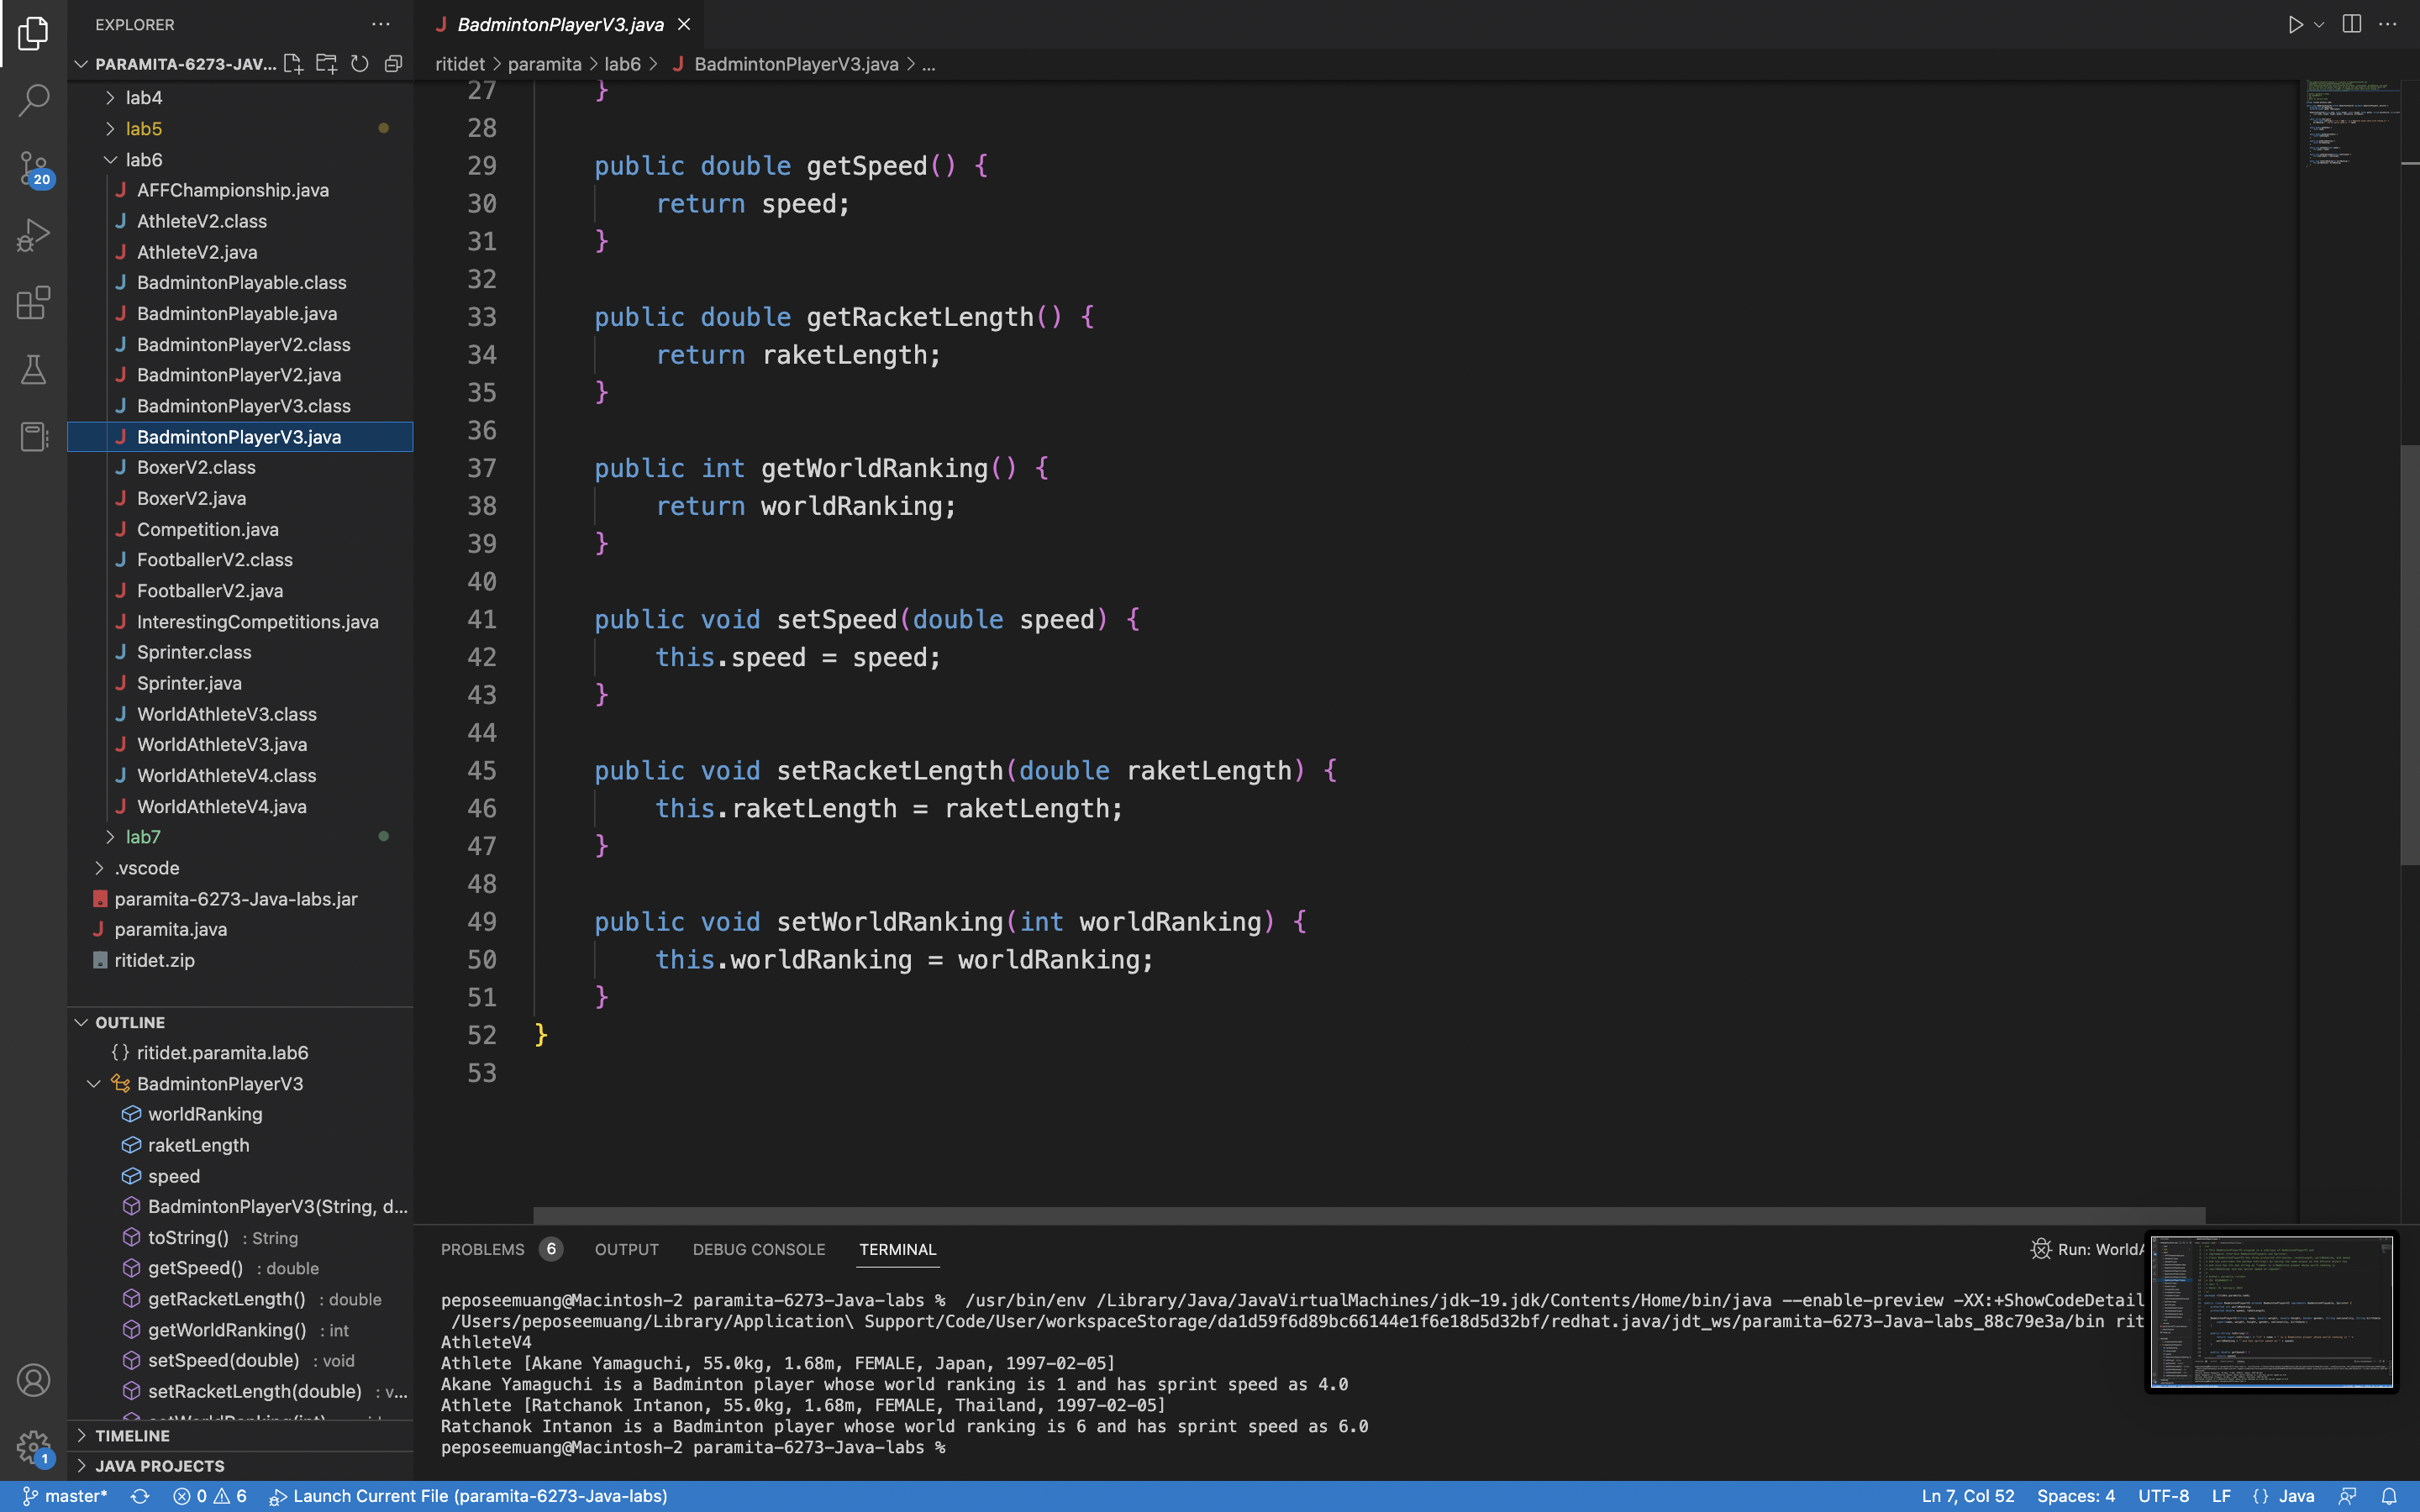 EXPLORER
PARAMITA-6273-JAV...
lab4
lab5
lab6
AFFChampionship.java
AthleteV2.class
AthleteV2.java
BadmintonPlayable.class
BadmintonPlayable.java
BadmintonPlayerV2.class
BadmintonPlayerV2.java
BadmintonPlayerV3.class
BadmintonPlayerV3.java
BoxerV2.class
BoxerV2.java
Competition.java
FootballerV2.class
FootballerV2.java
InterestingCompetitions.java
Sprinter.class
Sprinter.java
WorldAthleteV3.class
WorldAthleteV3.java
WorldAthleteV4.class
WorldAthleteV4.java
lab7
.vscode
paramita-6273-Java-labs.jar
paramita.java
ritidet.zip
OUTLINE
{} ritidet.paramita.lab6
BadmintonPlayerV3
worldRanking
raketLength
speed
BadmintonPlayerV3(String, d...
toString() : String
getSpeed() : double
getRacketLength() : double
getWorldRanking() : int
setSpeed(double) : void
setRacketLength(double) : v...
TIMELINE
JAVA PROJECTS
20
1
J BadmintonPlayerV3.java
ritidet > paramita > lab6 > J BadmintonPlayerV3.java > ...
27 }
28
29 public double getSpeed() {
30 return speed;
31 }
32
33 public double getRacketLength() {
34 return raketLength;
35 }
36
37 public int getWorldRanking() {
38 return worldRanking;
39 }
40
41 public void setSpeed(double speed) {
42 this.speed = speed;
43 }
44
45 public void setRacketLength(double raketLength) {
46 this.raketLength = raketLength;
47 }
48
49 public void setWorldRanking(int worldRanking) {
50 this.worldRanking = worldRanking;
51 }
52 }
53
PROBLEMS 6 OUTPUT DEBUG CONSOLE TERMINAL
Run: WorldA
peposeemuang@Macintosh-2 paramita-6273-Java-labs % /usr/bin/env /Library/Java/JavaVirtualMachines/jdk-19.jdk/Contents/Home/bin/java --enable-preview -XX:+ShowCodeDetail
/Users/peposeemuang/Library/Application\ Support/Code/User/workspaceStorage/da1d59f6d89bc66144e1f6e18d5d32bf/redhat.java/jdt_ws/paramita-6273-Java-labs_88c79e3a/bin rit
AthleteV4
Athlete [Akane Yamaguchi, 55.0kg, 1.68m, FEMALE, Japan, 1997-02-05]
Akane Yamaguchi is a Badminton player whose world ranking is 1 and has sprint speed as 4.0
Athlete [Ratchanok Intanon, 55.0kg, 1.68m, FEMALE, Thailand, 1997-02-05]
Ratchanok Intanon is a Badminton player whose world ranking is 6 and has sprint speed as 6.0
peposeemuang@Macintosh-2 paramita-6273-Java-labs %
master* 0 6 Launch Current File (paramita-6273-Java-labs)
Ln 7, Col 52 Spaces: 4 UTF-8 LF {} Java